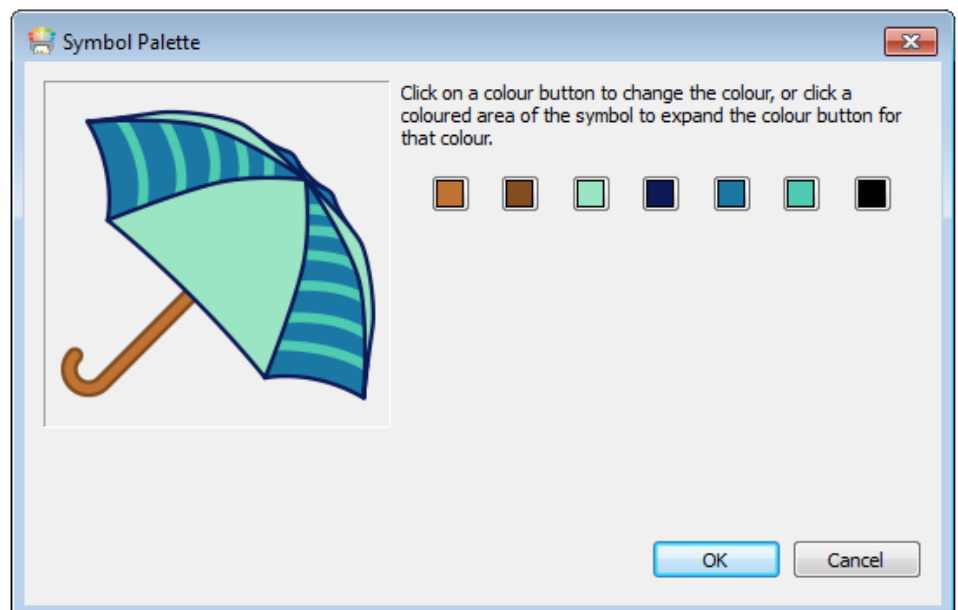 Symbol Palette
Click on a colour button to change the colour, or click a
coloured area of the symbol to expand the colour button for
that colour.
OK
Cancel